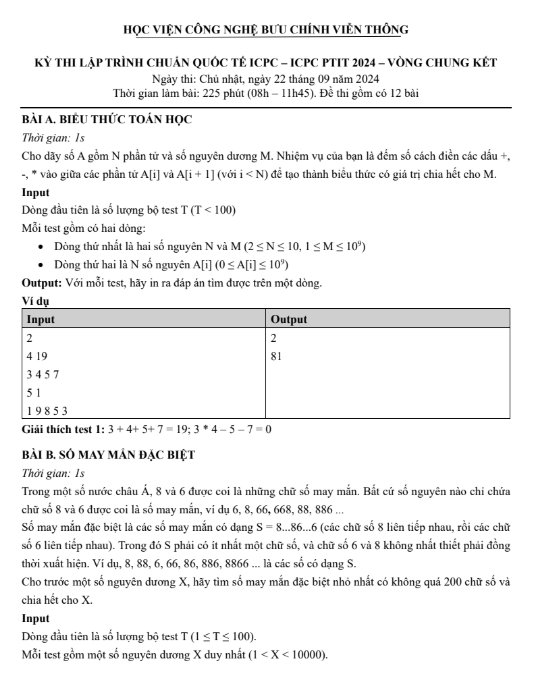 HỌC VIỆN CÔNG NGHỆ BƯU CHÍNH VIỄN THÔNG
KỲ THI LẬP TRÌNH CHUẨN QUỐC TẾ ICPC – ICPC PTIT 2024 – VÒNG CHUNG KẾT
Ngày thi: Chủ nhật, ngày 22 tháng 09 năm 2024
Thời gian làm bài: 225 phút (08h – 11h45). Đề thi gồm có 12 bài
BÀI A. BIỂU THỨC TOÁN HỌC
Thời gian: 1s
Cho dãy số A gồm N phần tử và số nguyên dương M. Nhiệm vụ của bạn là đếm số cách điền các dấu +,
-, * vào giữa các phần tử A[i] và A[i + 1] (với i < N) để tạo thành biểu thức có giá trị chia hết cho M.
Input
Dòng đầu tiên là số lượng bộ test T (T < 100)
Mỗi test gồm có hai dòng:
• Dòng thứ nhất là hai số nguyên N và M (2 ≤ N ≤ 10, 1 ≤ M ≤ 10⁹)
• Dòng thứ hai là N số nguyên A[i] (0 ≤ A[i] ≤ 10⁹)
Output: Với mỗi test, hãy in ra đáp án tìm được trên một dòng.
Ví dụ
Input Output
2 2
4 19 81
3 4 5 7
5 1
1 9 8 5 3
Giải thích test 1: 3 + 4+ 5+ 7 = 19; 3 * 4 – 5 – 7 = 0
BÀI B. SỐ MAY MẮN ĐẶC BIỆT
Thời gian: 1s
Trong một số nước châu Á, 8 và 6 được coi là những chữ số may mắn. Bất cứ số nguyên nào chỉ chứa
chữ số 8 và 6 được coi là số may mắn, ví dụ 6, 8, 66, 668, 88, 886 ...
Số may mắn đặc biệt là các số may mắn có dạng S = 8...86...6 (các chữ số 8 liên tiếp nhau, rồi các chữ
số 6 liên tiếp nhau). Trong đó S phải có ít nhất một chữ số, và chữ số 6 và 8 không nhất thiết phải đồng
thời xuất hiện. Ví dụ, 8, 88, 6, 66, 86, 886, 8866 ... là các số có dạng S.
Cho trước một số nguyên dương X, hãy tìm số may mắn đặc biệt nhỏ nhất có không quá 200 chữ số và
chia hết cho X.
Input
Dòng đầu tiên là số lượng bộ test T (1 ≤ T ≤ 100).
Mỗi test gồm một số nguyên dương X duy nhất (1 < X < 10000).